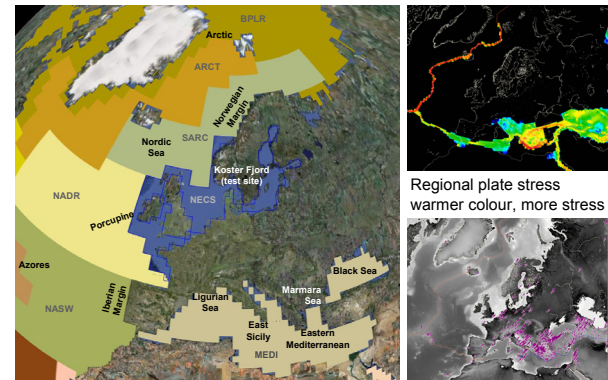 BPLR
Arctic
ARCT
Norwegian
Margin
SARC
Nordic
Sea
Koster Fjord
(test site)
NADR
NECS
Porcupine
Azores
Iberian
Margin
NASW
Ligurian
Sea
Marmara
Sea
Black Sea
East
Sicily
Eastern
Mediterranean
MEDI
Regional plate stress
warmer colour, more stress